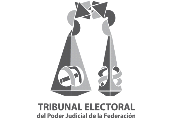 TRIBUNAL ELECTORAL
del Poder Judicial de la Federación